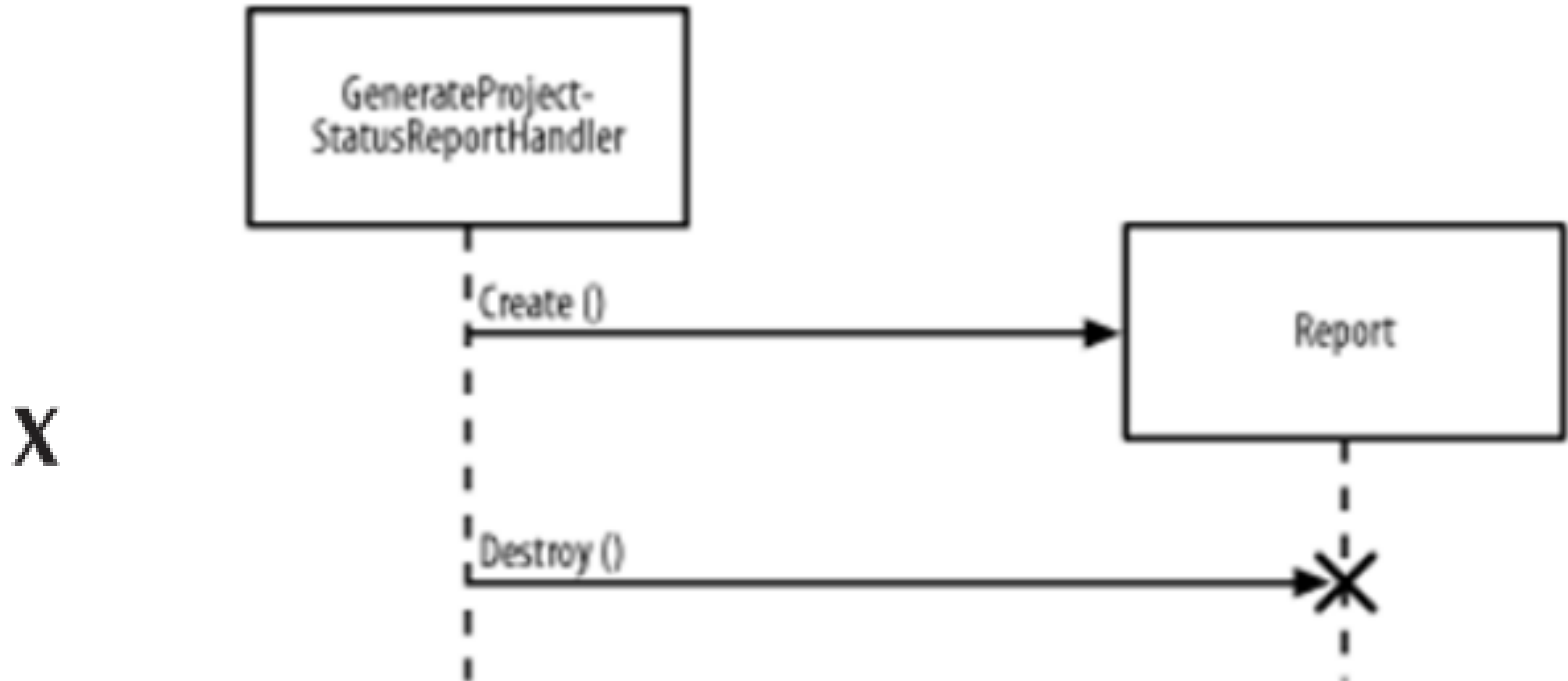 GenerateProject-
StatusReportHandler
Create ()
Report
X
Destroy ()